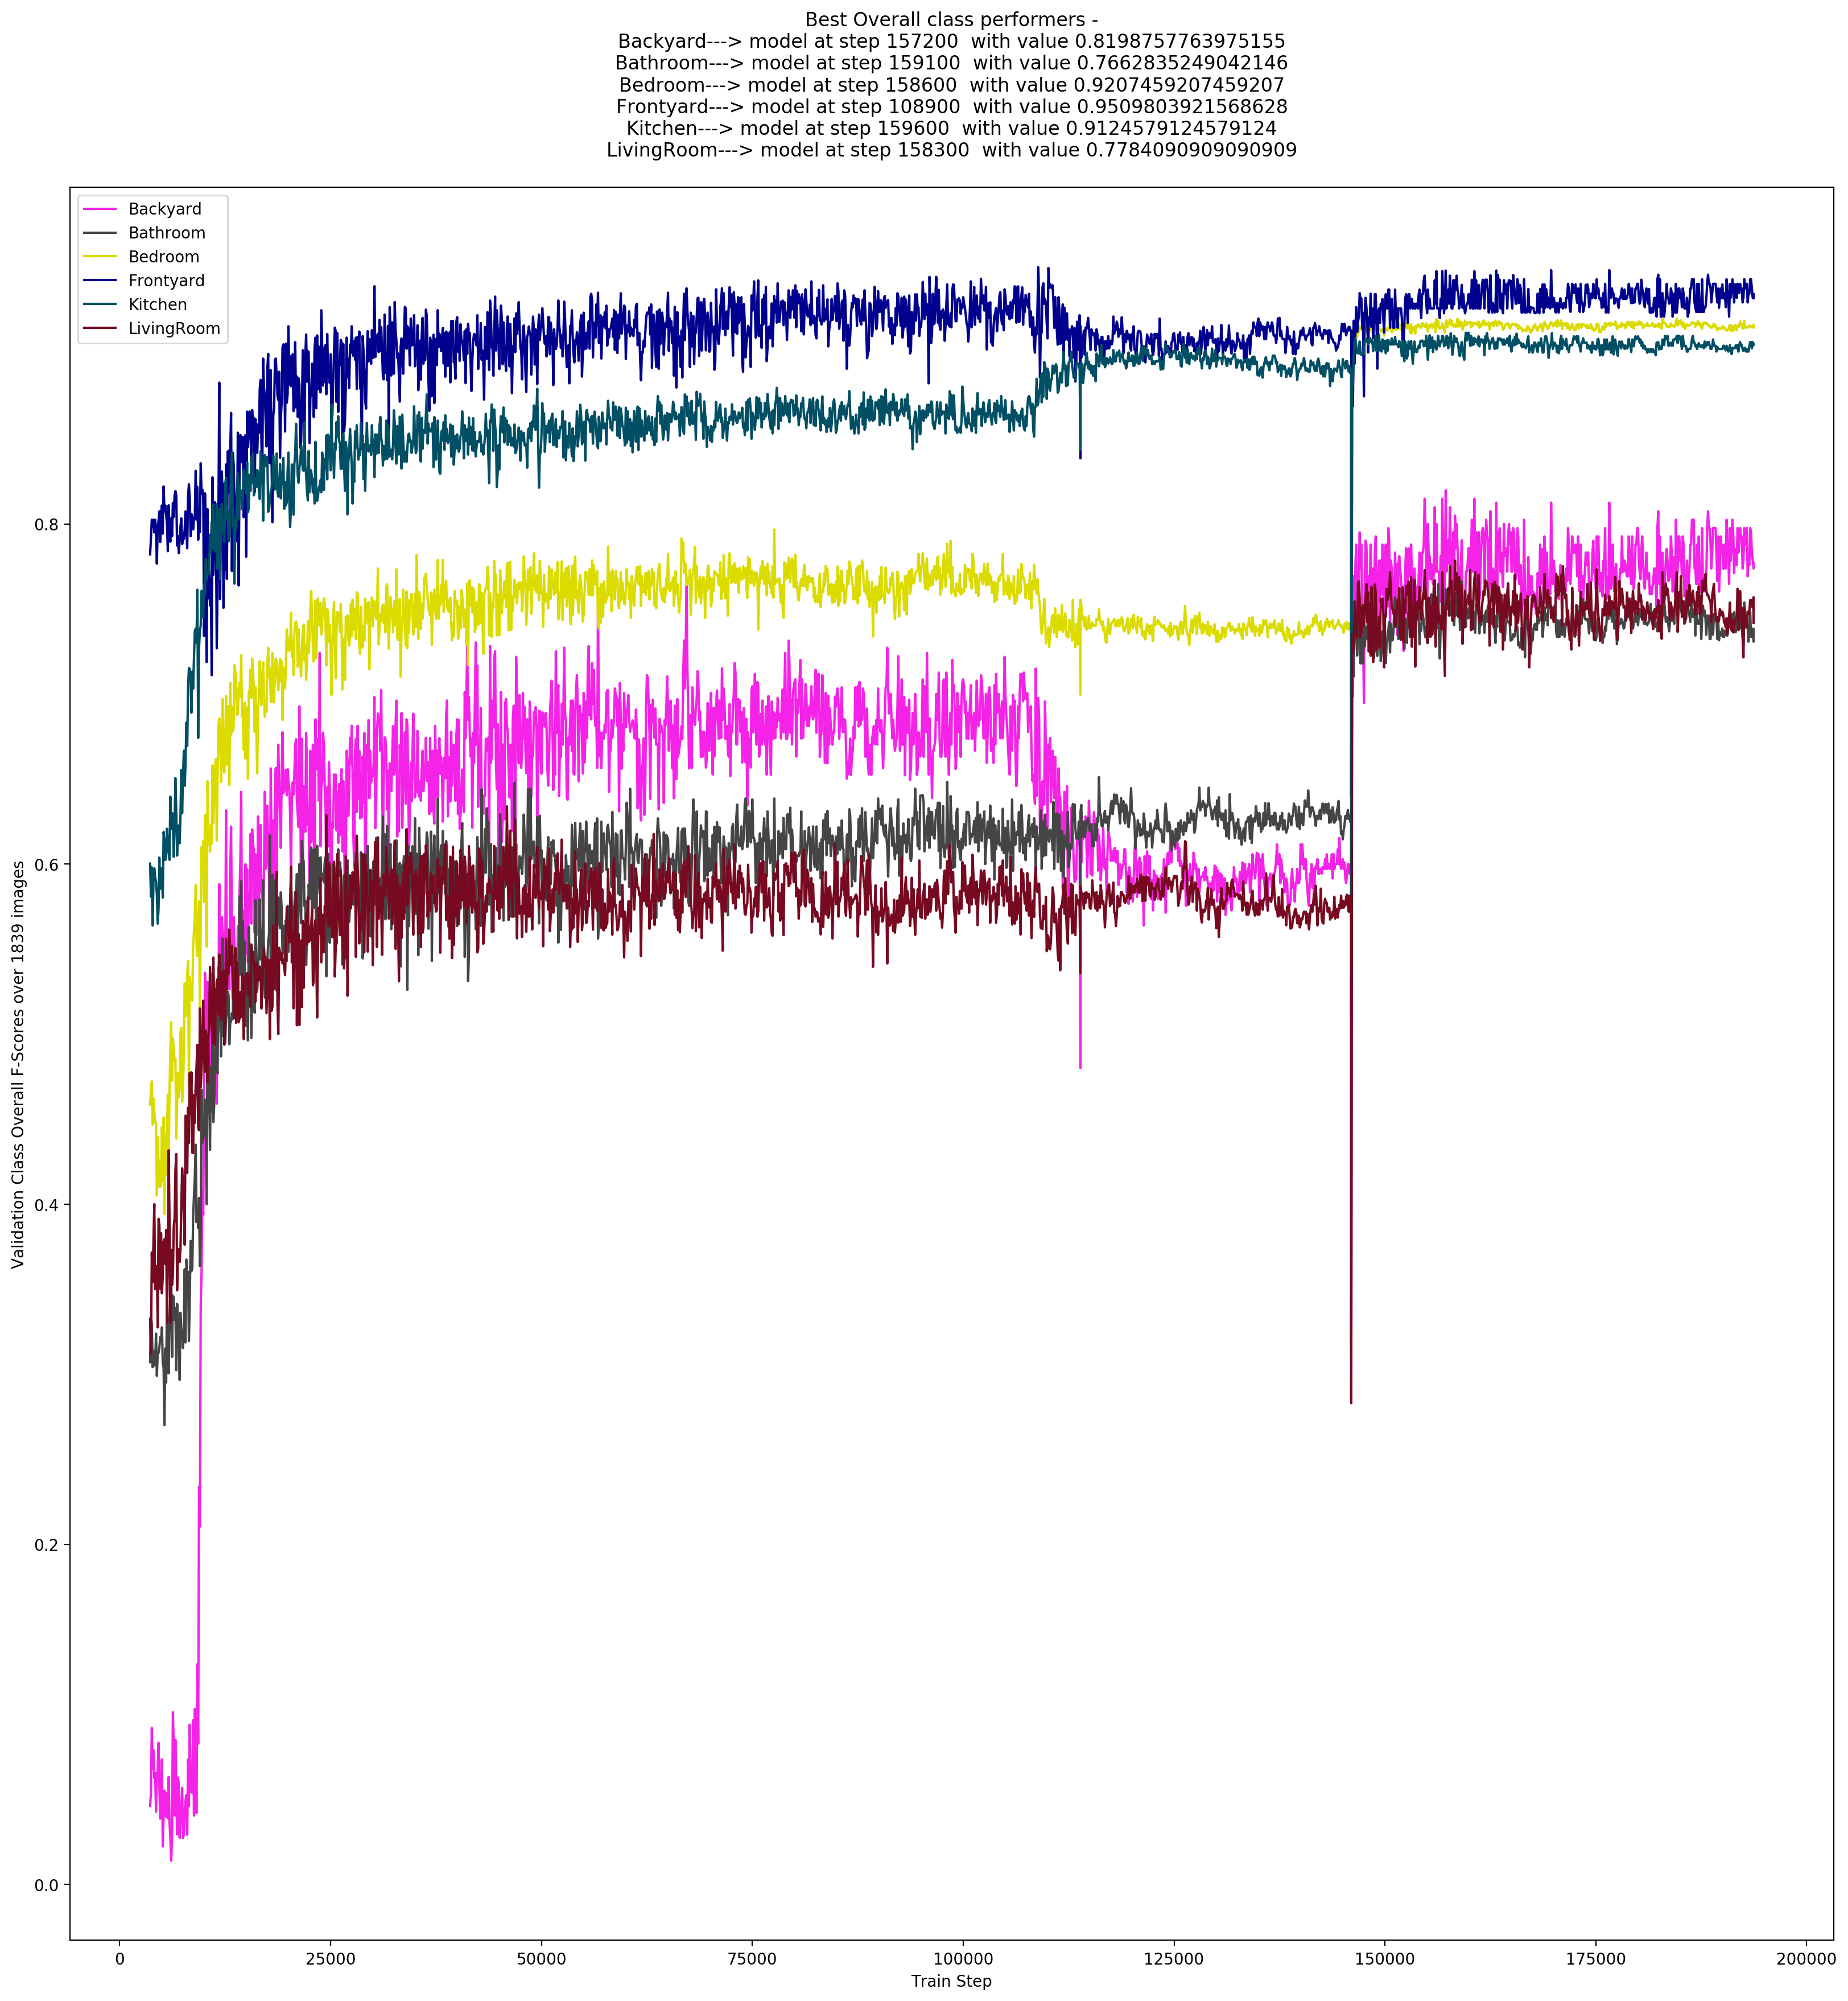 Best Overall class performers -
Backyard---> model at step 157200  with value 0.8198757763975155
Bathroom---> model at step 159100  with value 0.7662835249042146
Bedroom---> model at step 158600  with value 0.9207459207459207
Frontyard---> model at step 108900  with value 0.9509803921568628
Kitchen---> model at step 159600  with value 0.9124579124579124
LivingRoom---> model at step 158300  with value 0.7784090909090909
Backyard
Bathroom
Bedroom
Frontyard
Kitchen
LivingRoom
Validation Class Overall F-Scores over 1839 images
0.8
0.6
0.4
0.2
0.0
0
25000
50000
75000
100000
125000
150000
175000
200000
Train Step